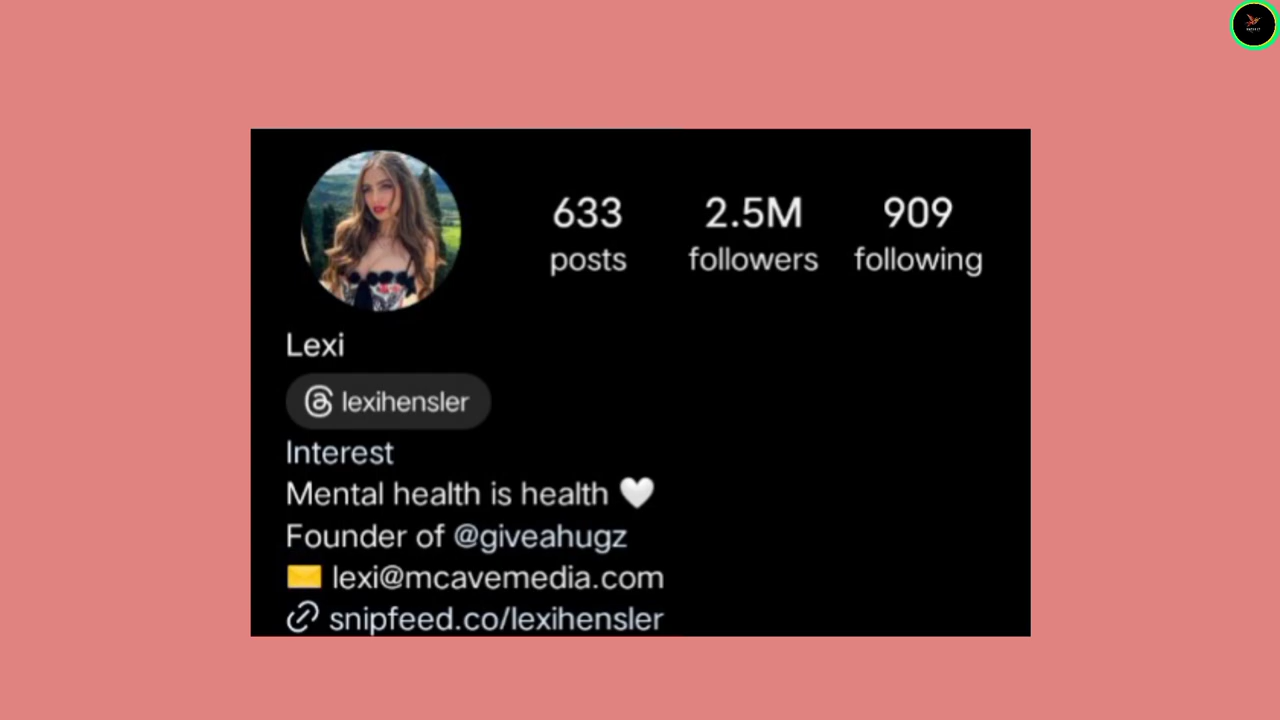 633 2.5M 909
posts followers following
Lexi
lexihensler
Interest
Mental health is health 🤍
Founder of @giveahugz
✉️ lexi@mcavemedia.com
snipfeed.co/lexihensler